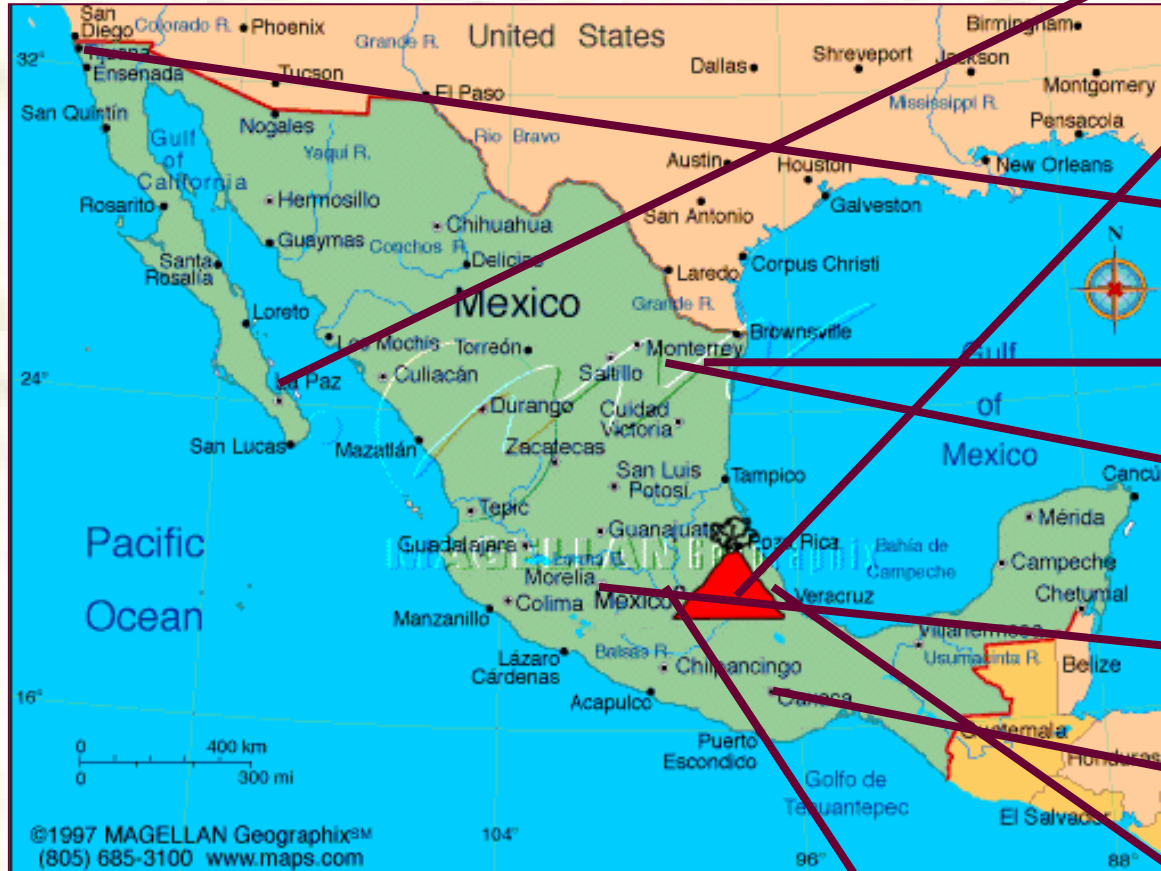 San
Diego
Colorado R.
Phoenix
Grande R.
United States
Birmingham
Dallas
Shreveport
Jackson
Montgomery
32°
Ensenada
Tucson
El Paso
Mississippi R.
San Quintín
Nogales
Rio Bravo
Pensacola
Gulf
of
California
Yaqui R.
Austin
Houston
New Orleans
Rosarito
Hermosillo
Chihuahua
San Antonio
Galveston
N
Guaymas
Conchos R.
Delicias
Santa
Rosalía
Laredo
Corpus Christi
Mexico
Grande R.
Loreto
Los Mochis
Torreón
Monterrey
Brownsville
Gulf
of
Mexico
24°
La Paz
Culiacán
Saltillo
Durango
Cuidad
Victoria
San Lucas
Mazatlán
Zacatecas
San Luis
Potosí
Tampico
Cancú
Tepic
Guanajuato
Mérida
Pacific
Ocean
Guadalajara
MAGELLAN Geographix
Poza Rica
Bahía de
Campeche
Campeche
Morelia
Mexico
Veracruz
Chetumal
Manzanillo
Colima
Villahermosa
Usumacinta R.
Belize
Lázaro
Cárdenas
Balsas R.
Chilpancingo
16°
Acapulco
Oaxaca
Guatemala
Honduras
Puerto
Escondido
0 400 km
0 300 mi
Golfo de
Tehuantepec
El Salvador
©1997 MAGELLAN Geographix℠
(805) 685-3100 www.maps.com
104°
96°
88°